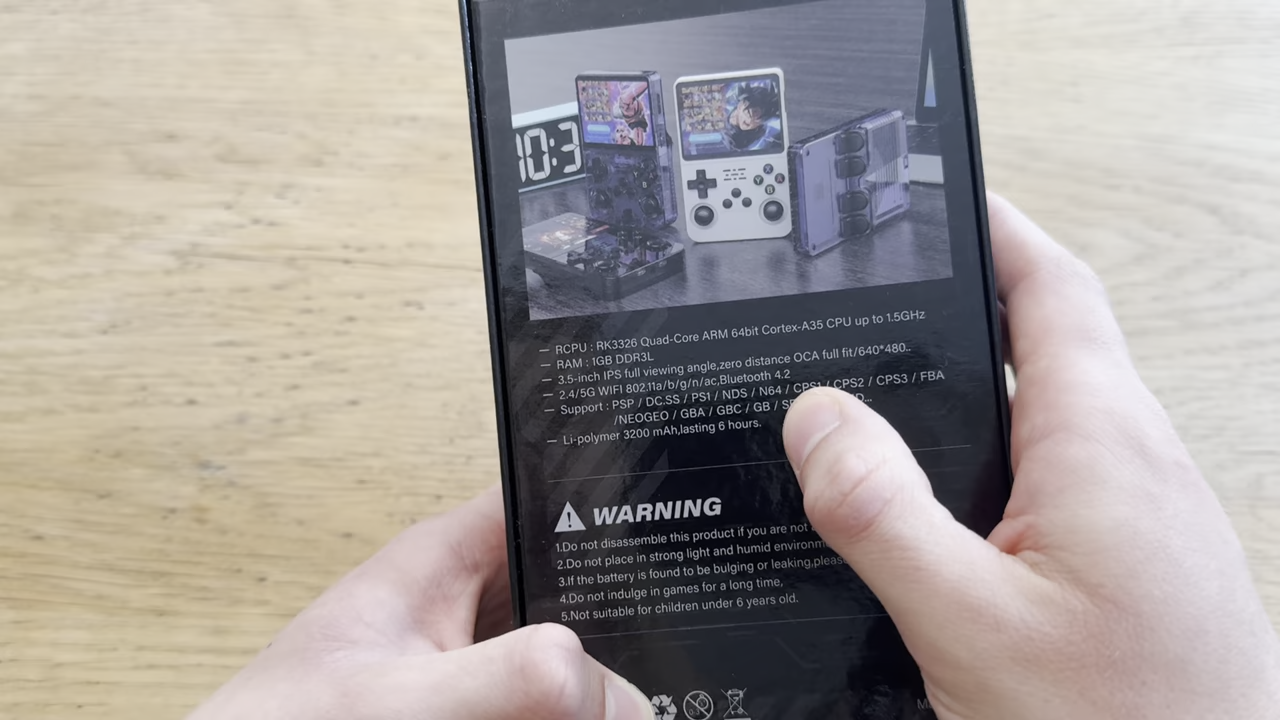 10:3
— RCPU : RK3326 Quad-Core ARM 64bit Cortex-A35 CPU up to 1.5GHz
— RAM : 1GB DDR3L
— 3.5-inch IPS full viewing angle,zero distance OCA full fit/640*480..
— 2.4/5G WIFI 802.11a/b/g/n/ac,Bluetooth 4.2
— Support : PSP / DC.SS / PS1 / NDS / N64 / CPS1 / CPS2 / CPS3 / FBA
/NEOGEO / GBA / GBC / GB /
— Li-polymer 3200 mAh,lasting 6 hours.
WARNING
1.Do not disassemble this product if you are not
2.Do not place in strong light and humid
3.If the battery is found to be bulging or leaking,
4.Do not indulge in games for a long time,
5.Not suitable for children under 6 years old.